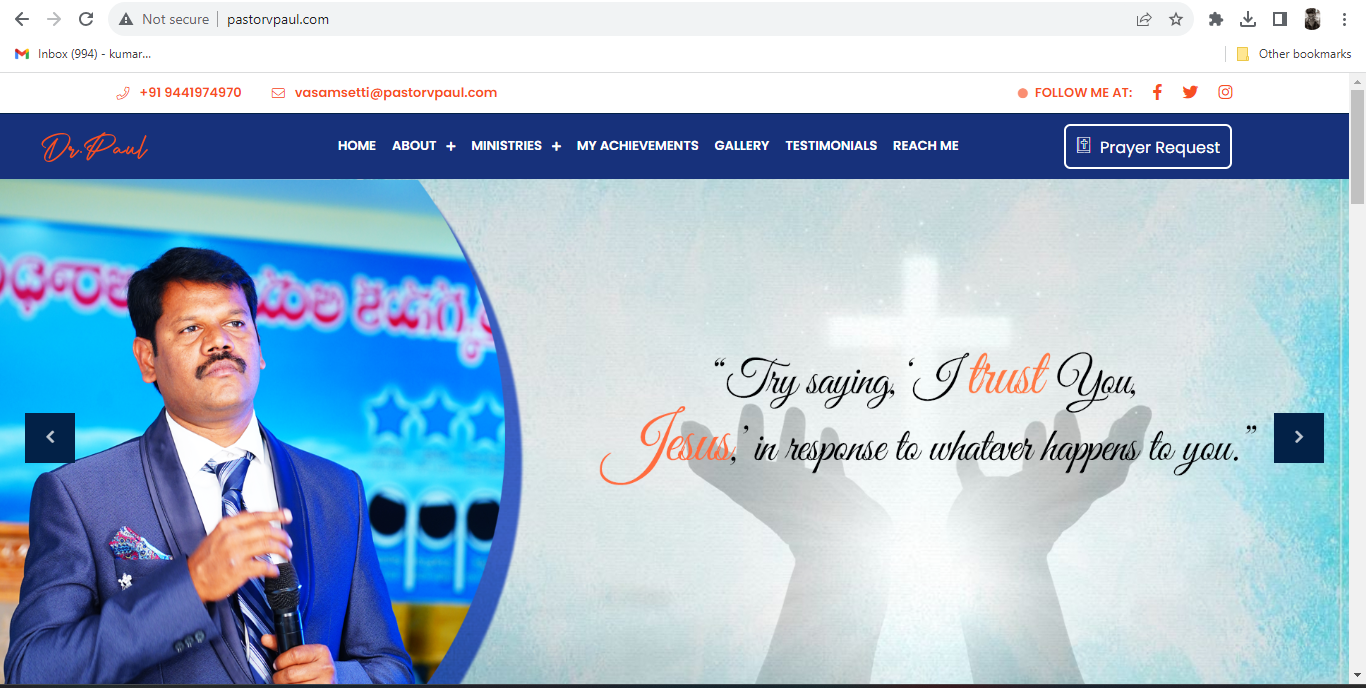 Not secure
pastorvpaul.com
Inbox (994) - kumar...
Other bookmarks
+91 9441974970
vasamsetti@pastorvpaul.com
FOLLOW ME AT:
Dr.Paul
HOME
ABOUT +
MINISTRIES +
MY ACHIEVEMENTS
GALLERY
TESTIMONIALS
REACH ME
Prayer Request
“Try saying, ‘I trust You,
Jesus,’ in response to whatever happens to you.”